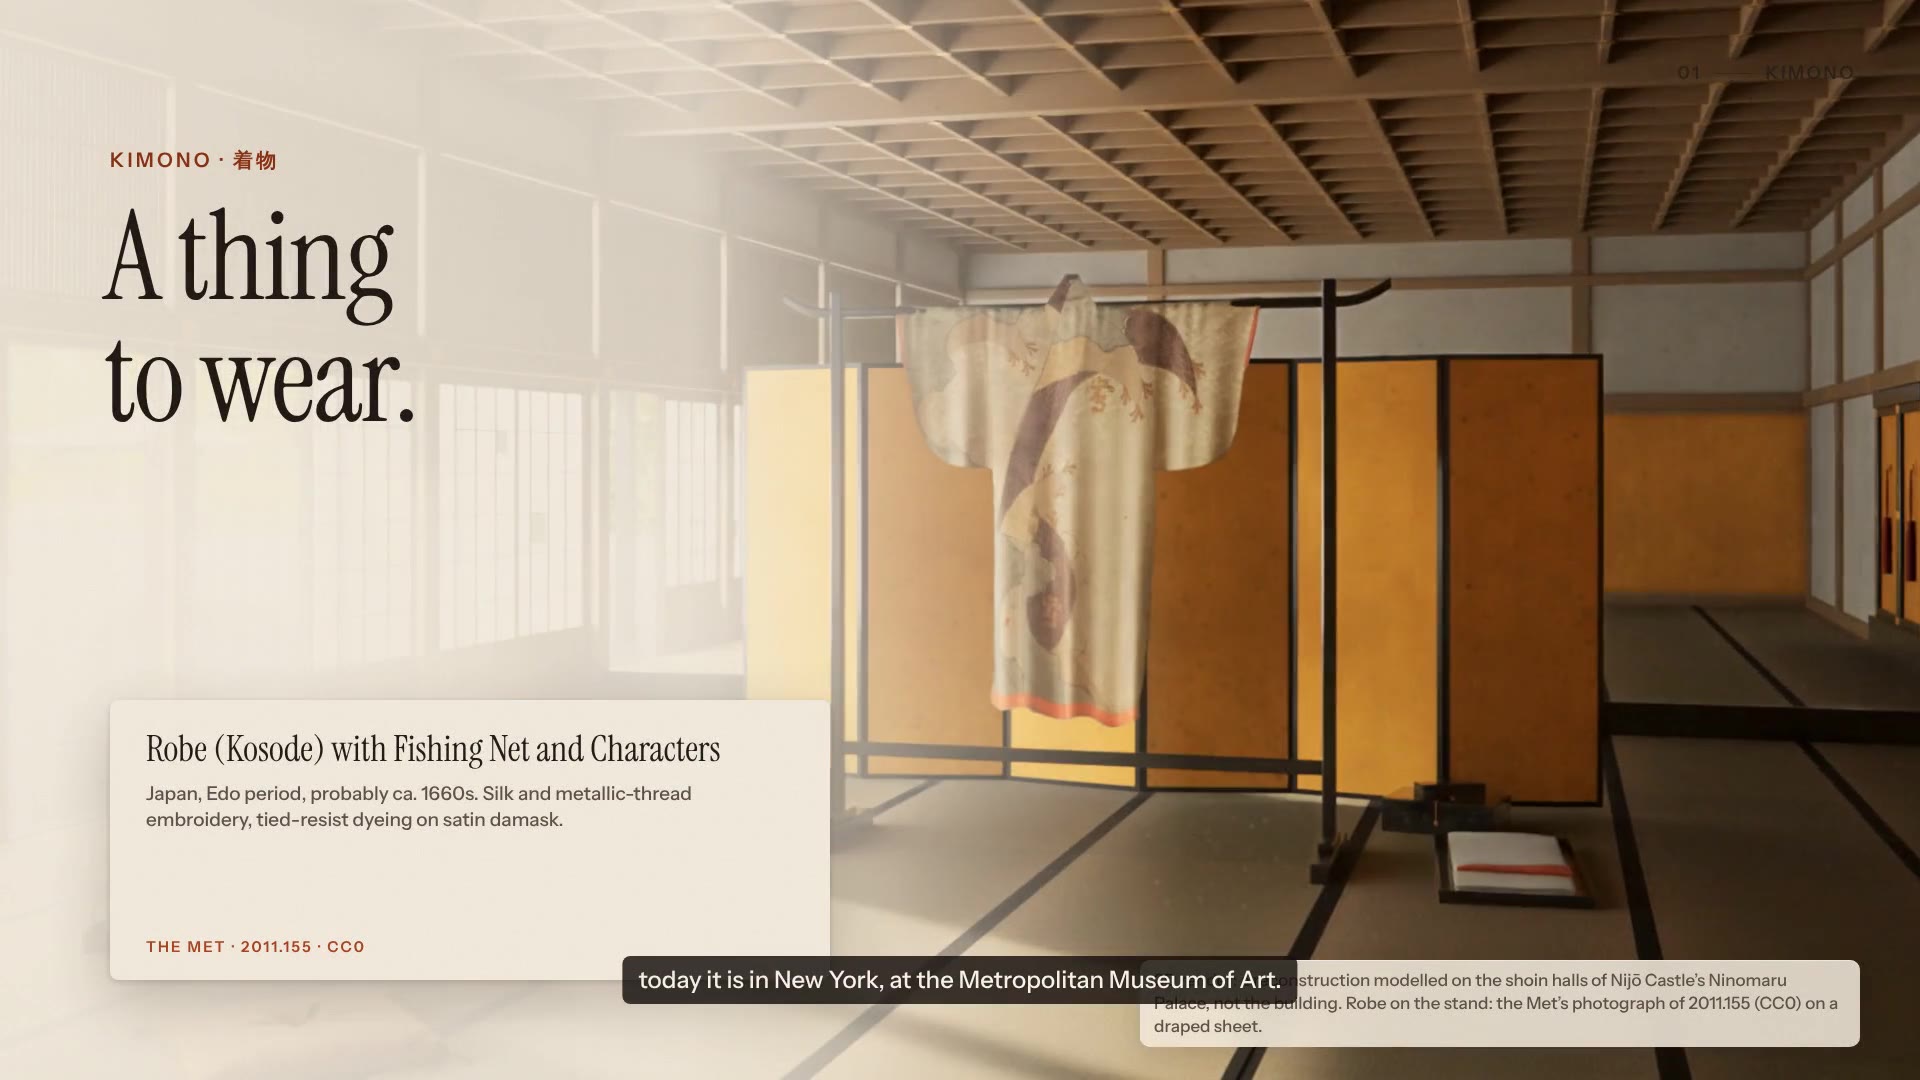 01 KIMONO
KIMONO · 着物
A thing
to wear.
Robe (Kosode) with Fishing Net and Characters
Japan, Edo period, probably ca. 1660s. Silk and metallic-thread
embroidery, tied-resist dyeing on satin damask.
THE MET · 2011.155 · CC0
today it is in New York, at the Metropolitan Museum of Art.
modelled on the shoin halls of Nijō Castle's Ninomaru
Palace, not the building. Robe on the stand: the Met's photograph of 2011.155 (CC0) on a
draped sheet.